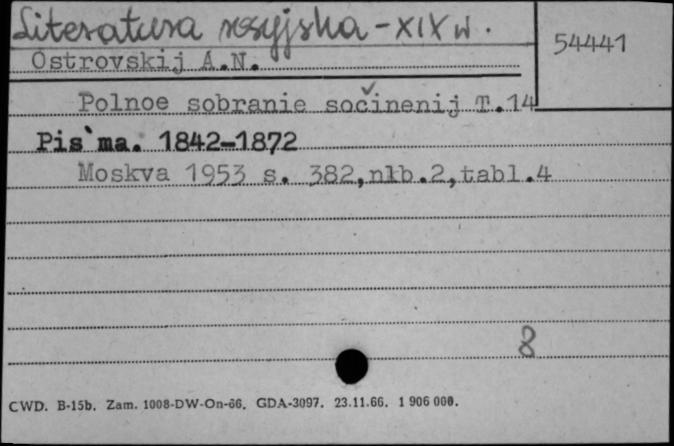 Literatura rosyjska - XIX w.
54441
Ostrovskij A.N.
Polnoe sobranie sočinenij T.14
Pis`ma. 1842-1872
Moskva 1953 s. 382,nlb.2,tabl.4
8
CWD. B-15b. Zam. 1008-DW-On-66. GDA-3097. 23.11.66. 1 906 000.